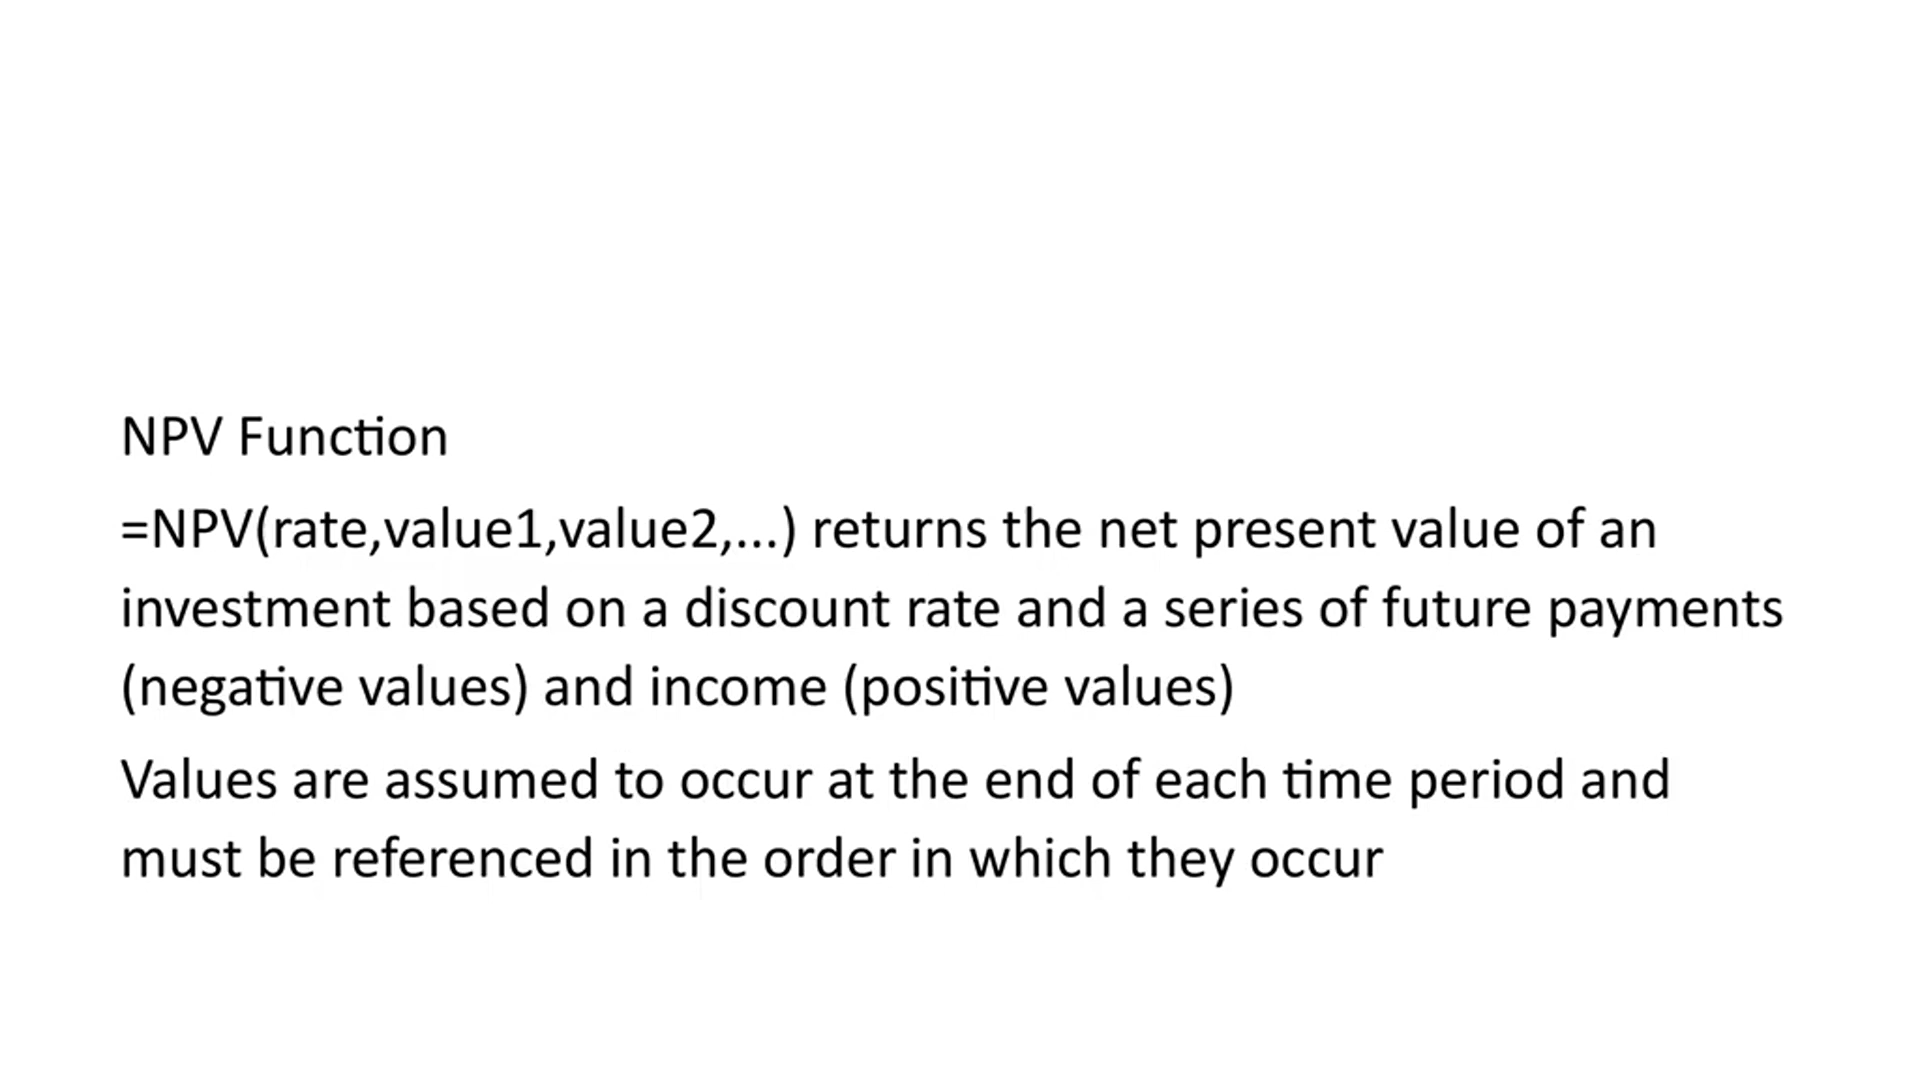 NPV Function
=NPV(rate,value1,value2,...) returns the net present value of an
investment based on a discount rate and a series of future payments
(negative values) and income (positive values)
Values are assumed to occur at the end of each time period and
must be referenced in the order in which they occur